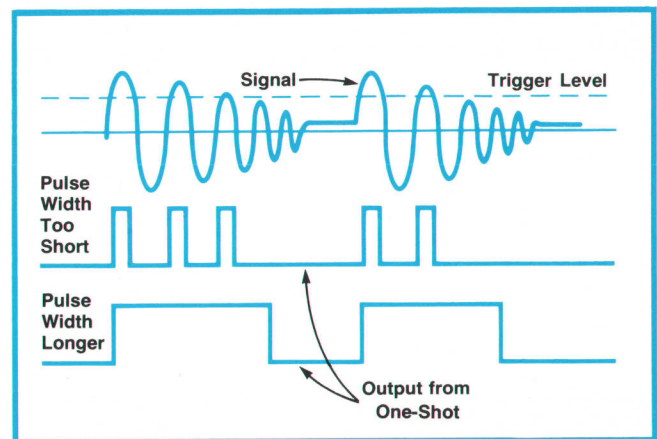 Signal
Trigger Level
Pulse
Width
Too
Short
Pulse
Width
Longer
Output from
One-Shot